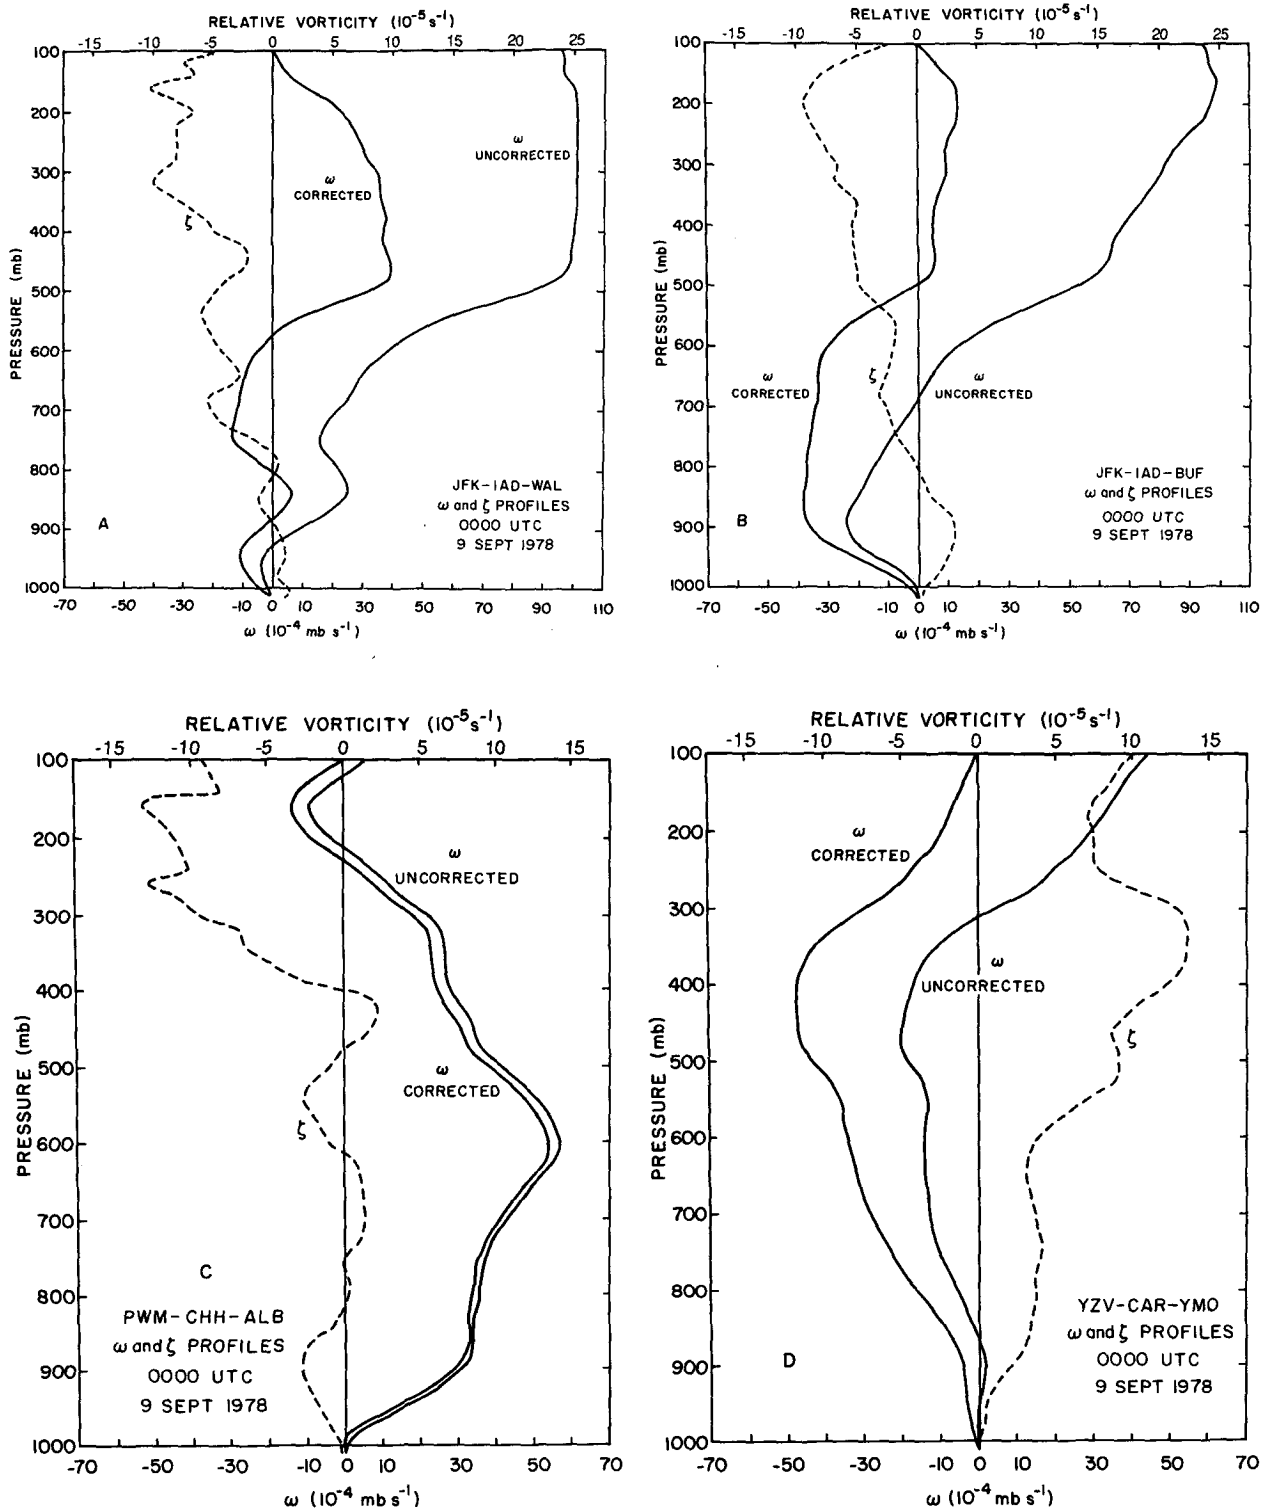 RELATIVE VORTICITY (10⁻⁵s⁻¹)
-15 -10 -5 0 5 10 15 20 25
100
200
300
400
500
600
700
800
900
1000
PRESSURE (mb)
ω
UNCORRECTED
ω
CORRECTED
ζ
A
JFK-IAD-WAL
ω and ζ PROFILES
0000 UTC
9 SEPT 1978
-70 -50 -30 -10 0 10 30 50 70 90 110
ω (10⁻⁴ mb s⁻¹)
RELATIVE VORTICITY (10⁻⁵s⁻¹)
-15 -10 -5 0 5 10 15 20 25
100
200
300
400
500
600
700
800
900
1000
PRESSURE (mb)
ω
CORRECTED
ζ
ω
UNCORRECTED
B
JFK-IAD-BUF
ω and ζ PROFILES
0000 UTC
9 SEPT 1978
-70 -50 -30 -10 0 10 30 50 70 90 110
ω (10⁻⁴ mb s⁻¹)
RELATIVE VORTICITY (10⁻⁵s⁻¹)
-15 -10 -5 0 5 10 15
100
200
300
400
500
600
700
800
900
1000
PRESSURE (mb)
ω
UNCORRECTED
ω
CORRECTED
ζ
C
PWM-CHH-ALB
ω and ζ PROFILES
0000 UTC
9 SEPT 1978
-70 -50 -30 -10 0 10 30 50 70
ω (10⁻⁴ mb s⁻¹)
RELATIVE VORTICITY (10⁻⁵s⁻¹)
-15 -10 -5 0 5 10 15
100
200
300
400
500
600
700
800
900
1000
PRESSURE (mb)
ω
CORRECTED
ω
UNCORRECTED
ζ
D
YZV-CAR-YMO
ω and ζ PROFILES
0000 UTC
9 SEPT 1978
-70 -50 -30 -10 0 10 30 50 70
ω (10⁻⁴ mb s⁻¹)